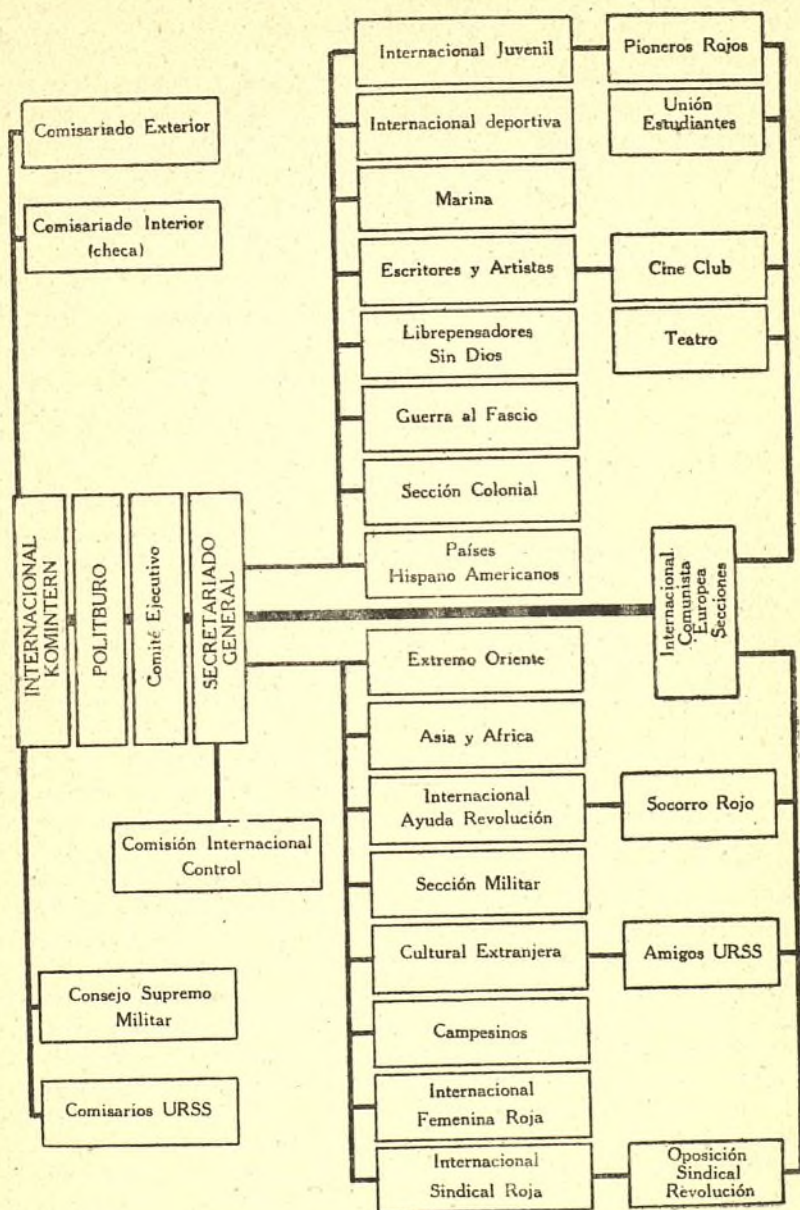 Comisariado Exterior
Comisariado Interior
(checa)
INTERNACIONAL
KOMINTERN
POLITBURO
Comité Ejecutivo
SECRETARIADO
GENERAL
Comisión Internacional
Control
Consejo Supremo
Militar
Comisarios URSS
Internacional Juvenil
Internacional deportiva
Marina
Escritores y Artistas
Librepensadores
Sin Dios
Guerra al Fascio
Sección Colonial
Países
Hispano Americanos
Extremo Oriente
Asia y Africa
Internacional
Ayuda Revolución
Sección Militar
Cultural Extranjera
Campesinos
Internacional
Femenina Roja
Internacional
Sindical Roja
Pioneros Rojos
Unión
Estudiantes
Cine Club
Teatro
Internacional.
Comunista
Europea
Secciones
Socorro Rojo
Amigos URSS
Oposición
Sindical
Revolución